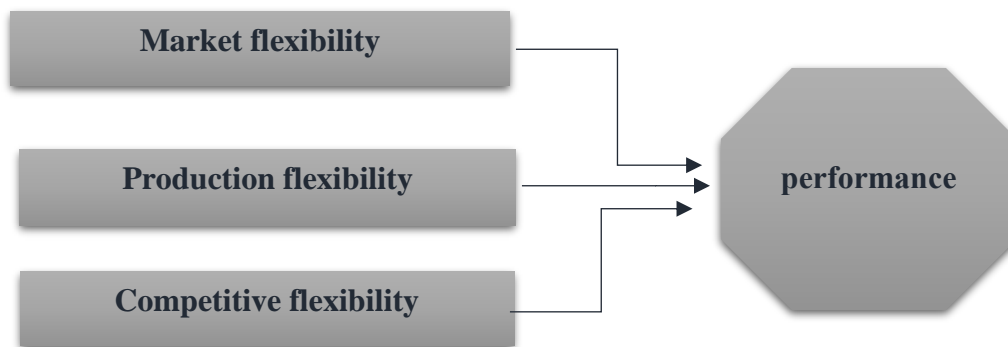 Market flexibility
Production flexibility
performance
Competitive flexibility